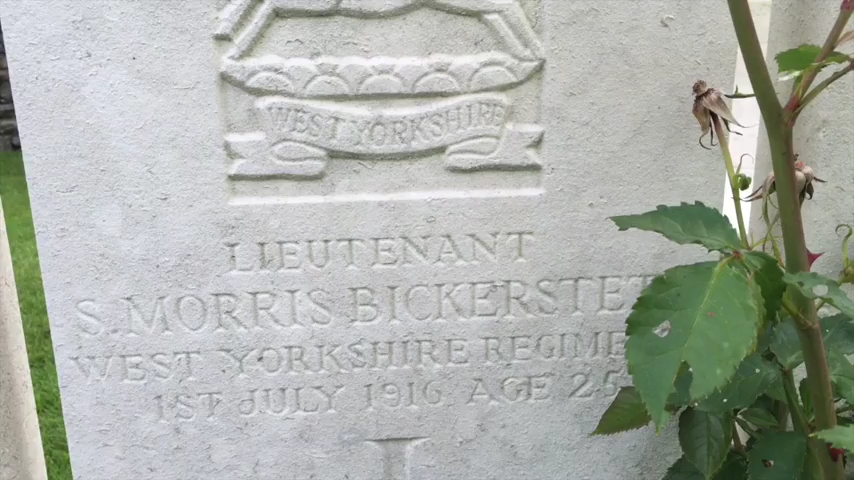 WEST YORKSHIRE
LIEUTENANT
S. MORRIS BICKERSTET
WEST YORKSHIRE REGIME
1ST JULY 1916 AGE 25